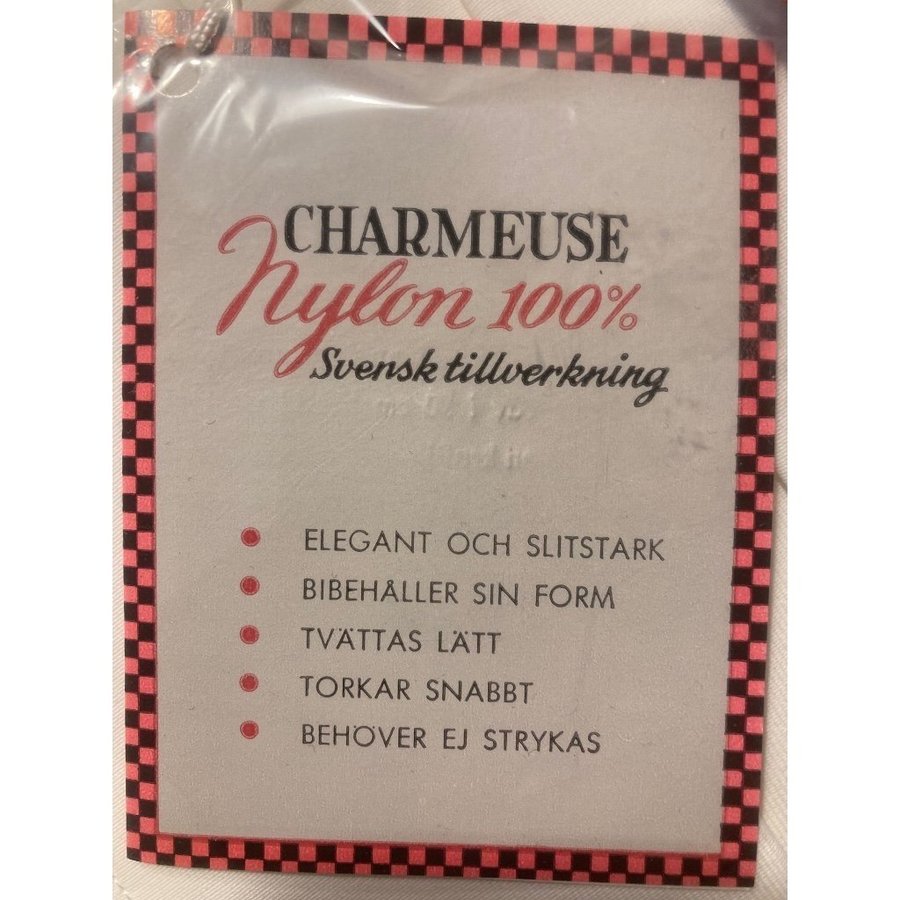 CHARMEUSE
Nylon 100%
Svensk tillverkning
ELEGANT OCH SLITSTARK
BIBEHÅLLER SIN FORM
TVÄTTAS LÄTT
TORKAR SNABBT
BEHÖVER EJ STRYKAS